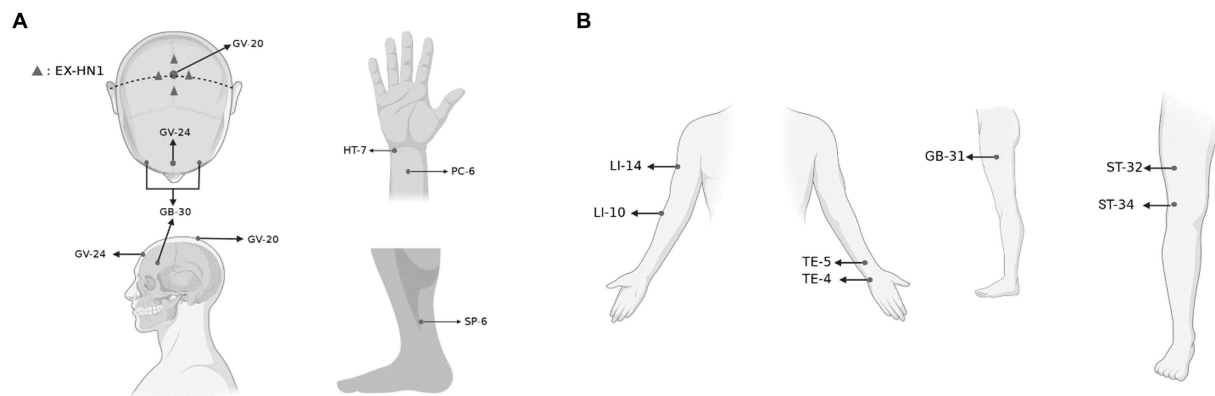 A
GV-20
▲ : EX-HN1
GV-24
GB-30
GV-24
GV-20
HT-7
PC-6
SP-6
B
LI-14
LI-10
TE-5
TE-4
GB-31
ST-32
ST-34